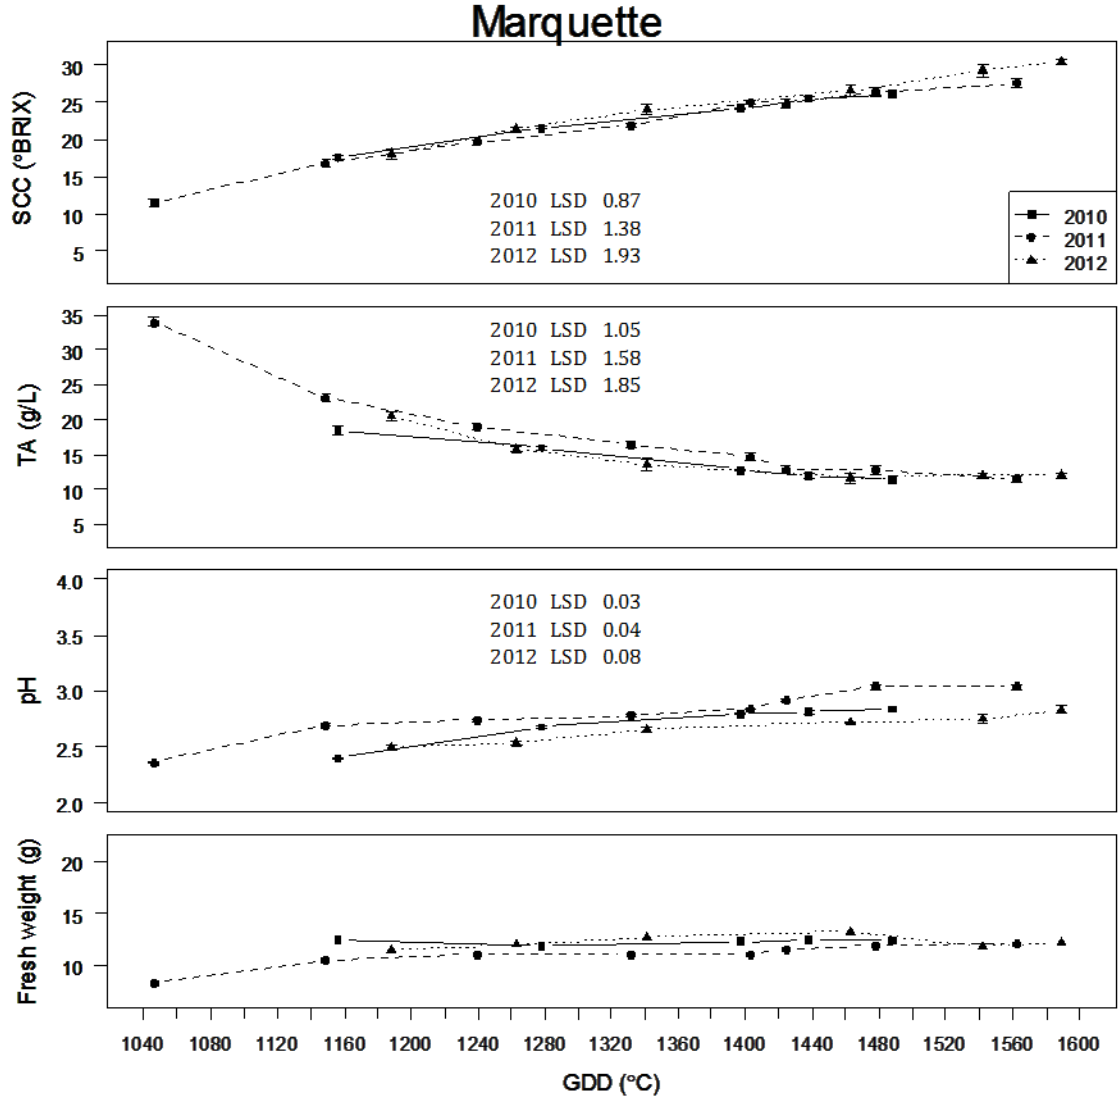 Marquette
SCC (°BRIX)
30
25
20
15
10
5
2010 LSD 0.87
2011 LSD 1.38
2012 LSD 1.93
2010
2011
2012
TA (g/L)
35
30
25
20
15
10
5
2010 LSD 1.05
2011 LSD 1.58
2012 LSD 1.85
pH
4.0
3.5
3.0
2.5
2.0
2010 LSD 0.03
2011 LSD 0.04
2012 LSD 0.08
Fresh weight (g)
20
15
10
1040 1080 1120 1160 1200 1240 1280 1320 1360 1400 1440 1480 1520 1560 1600
GDD (°C)